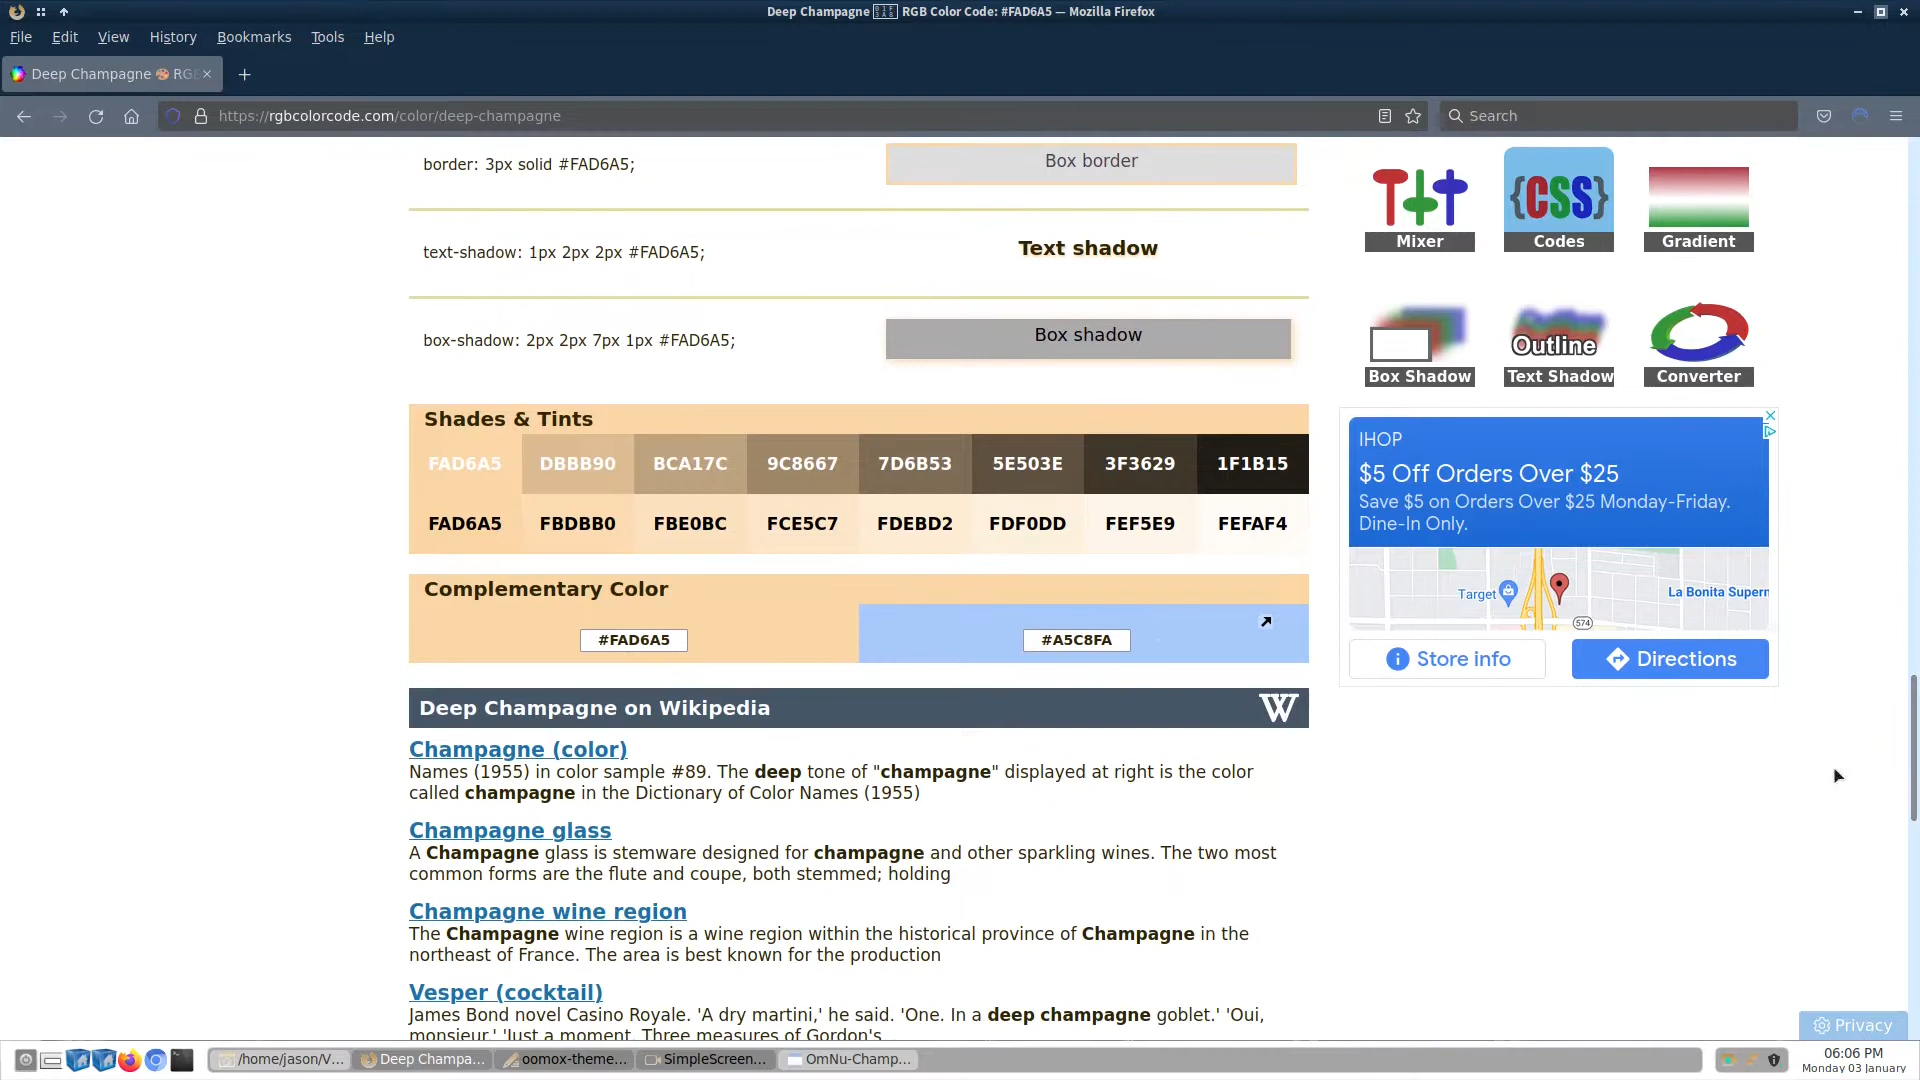 Deep Champagne RGB Color Code: #FAD6A5 — Mozilla Firefox
File Edit View History Bookmarks Tools Help
Deep Champagne 🎨 RG
https://rgbcolorcode.com/color/deep-champagne
Search
border: 3px solid #FAD6A5;
Box border
text-shadow: 1px 2px 2px #FAD6A5;
Text shadow
box-shadow: 2px 2px 7px 1px #FAD6A5;
Box shadow
Shades & Tints
FAD6A5 DBBB90 BCA17C 9C8667 7D6B53 5E503E 3F3629 1F1B15
FAD6A5 FBDBB0 FBE0BC FCE5C7 FDEBD2 FDF0DD FEF5E9 FEFAF4
Complementary Color
#FAD6A5 #A5C8FA
Deep Champagne on Wikipedia
W
Champagne (color)
Names (1955) in color sample #89. The deep tone of "champagne" displayed at right is the color
called champagne in the Dictionary of Color Names (1955)
Champagne glass
A Champagne glass is stemware designed for champagne and other sparkling wines. The two most
common forms are the flute and coupe, both stemmed; holding
Champagne wine region
The Champagne wine region is a wine region within the historical province of Champagne in the
northeast of France. The area is best known for the production
Vesper (cocktail)
James Bond novel Casino Royale. 'A dry martini,' he said. 'One. In a deep champagne goblet.' 'Oui,
monsieur.' 'Just a moment. Three measures of Gordon's
{CSS}
Mixer Codes Gradient
Outline
Box Shadow Text Shadow Converter
IHOP
$5 Off Orders Over $25
Save $5 on Orders Over $25 Monday-Friday.
Dine-In Only.
Target
La Bonita Supern
574
Store info
Directions
Privacy
/home/jason/V...
Deep Champa...
oomox-theme...
SimpleScreen...
OmNu-Champ...
06:06 PM
Monday 03 January